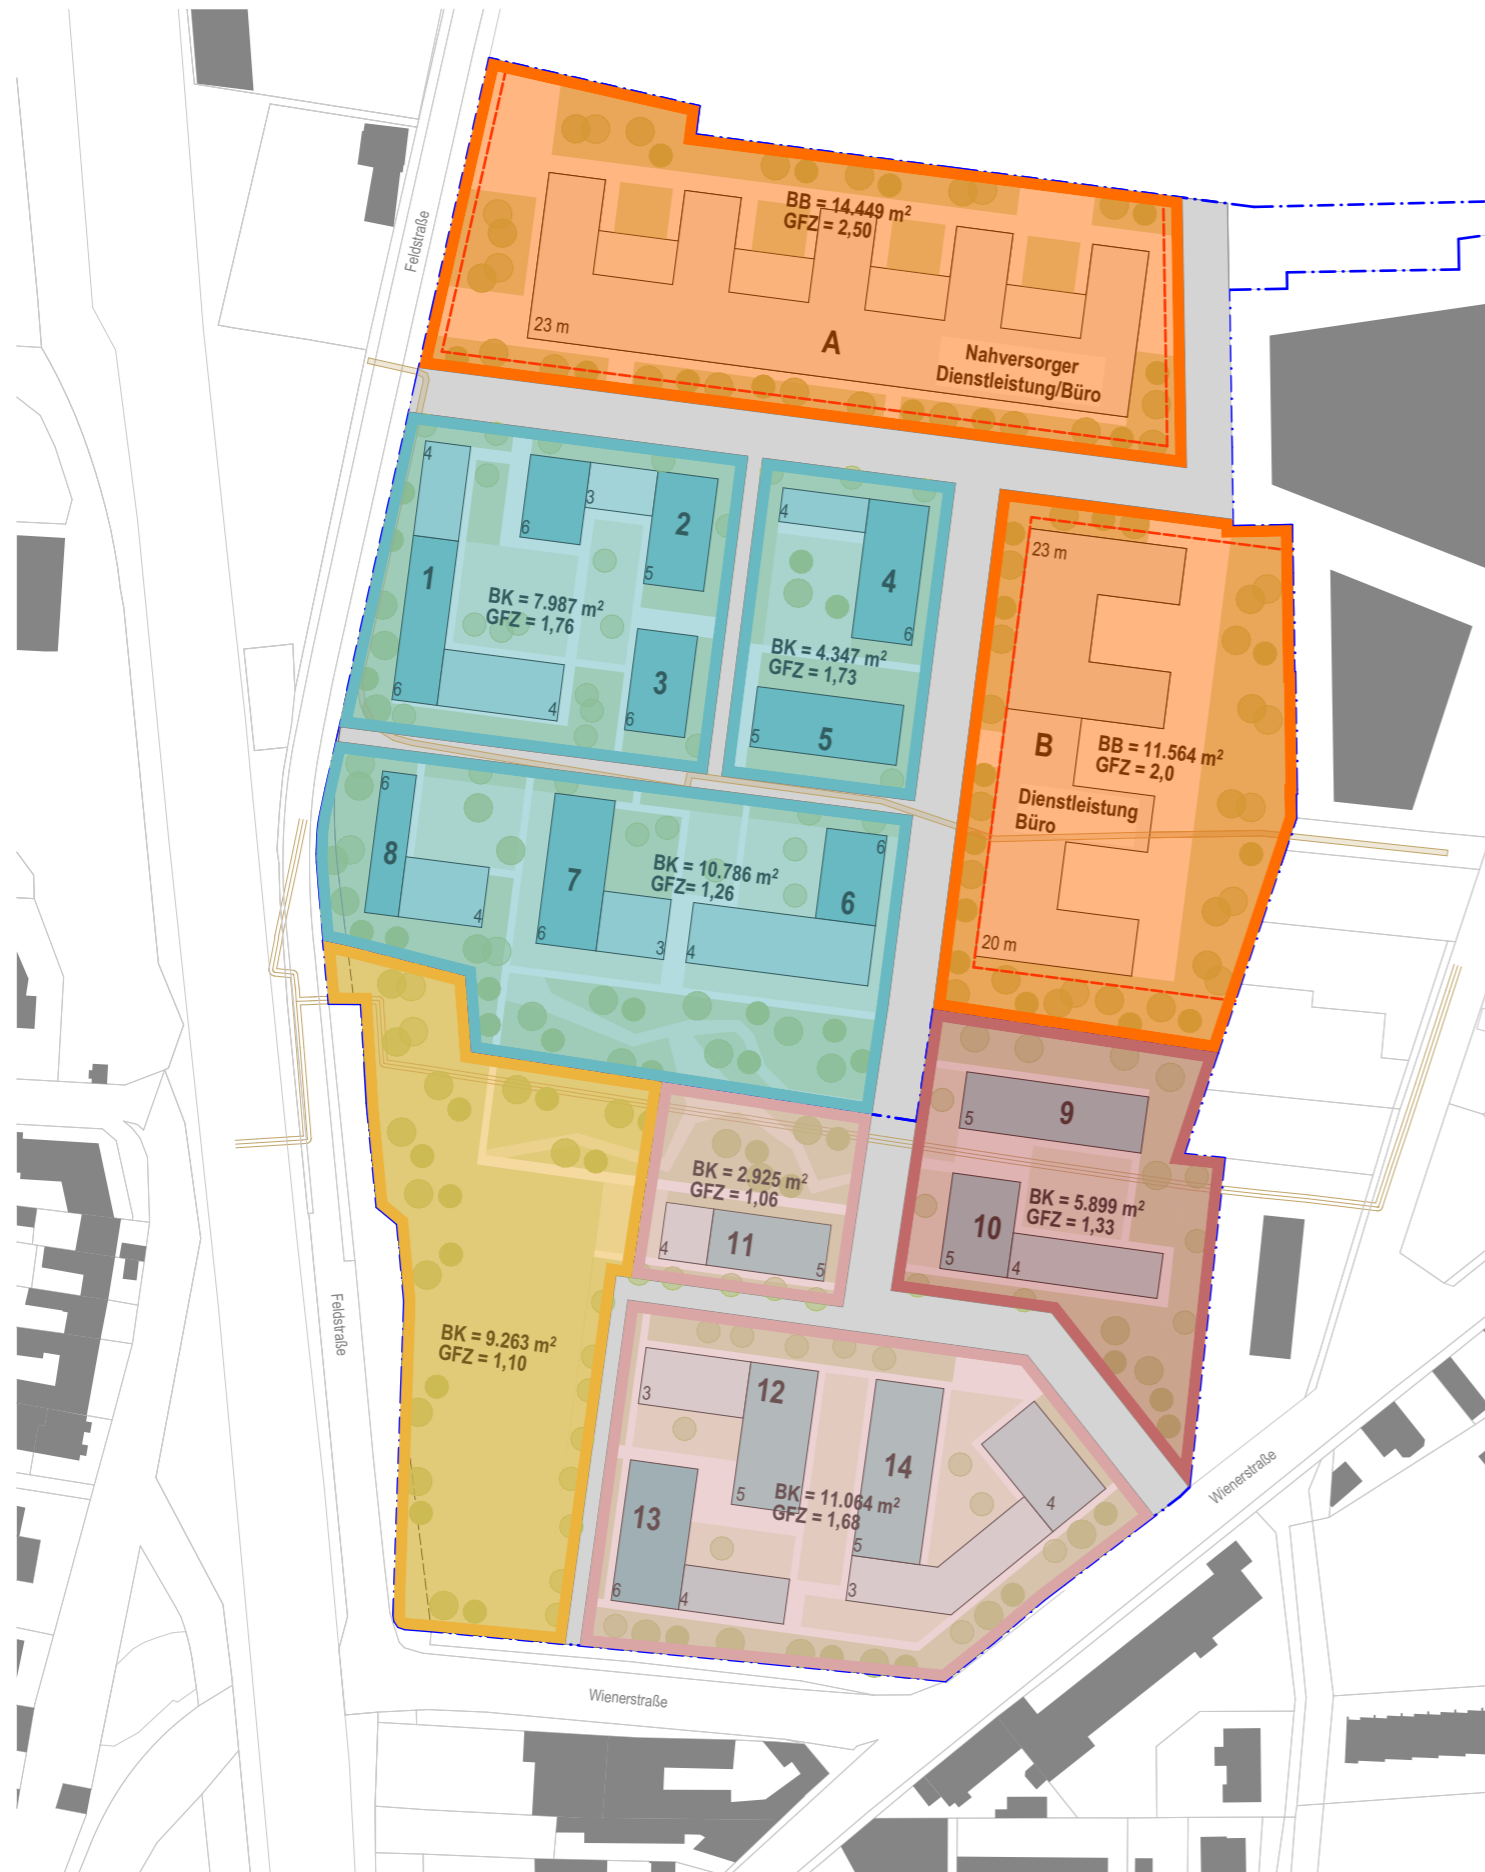 Feldstraße
BB = 14.449 m²
GFZ = 2,50
23 m
A
Nahversorger
Dienstleistung/Büro
4
6
3
2
5
1
BK = 7.987 m²
GFZ = 1,76
3
6
4
6
4
4
6
BK = 4.347 m²
GFZ = 1,73
5
5
23 m
B
BB = 11.564 m²
GFZ = 2,0
Dienstleistung
Büro
20 m
6
8
4
7
6
3
BK = 10.786 m²
GFZ= 1,26
6
6
4
9
5
BK = 5.899 m²
GFZ = 1,33
10
5
4
BK = 2.925 m²
GFZ = 1,06
11
4
5
Feldstraße
BK = 9.263 m²
GFZ = 1,10
3
12
5
14
5
BK = 11.064 m²
GFZ = 1,68
13
6
4
4
3
Wienerstraße
Wienerstraße